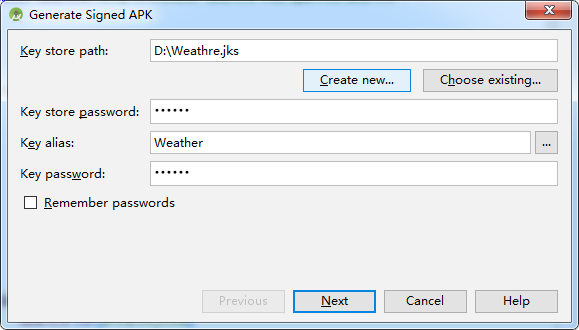 Generate Signed APK
Key store path: D:\Weathre.jks
Create new... Choose existing...
Key store password: ••••••
Key alias: Weather ...
Key password: ••••••
Remember passwords
Previous Next Cancel Help